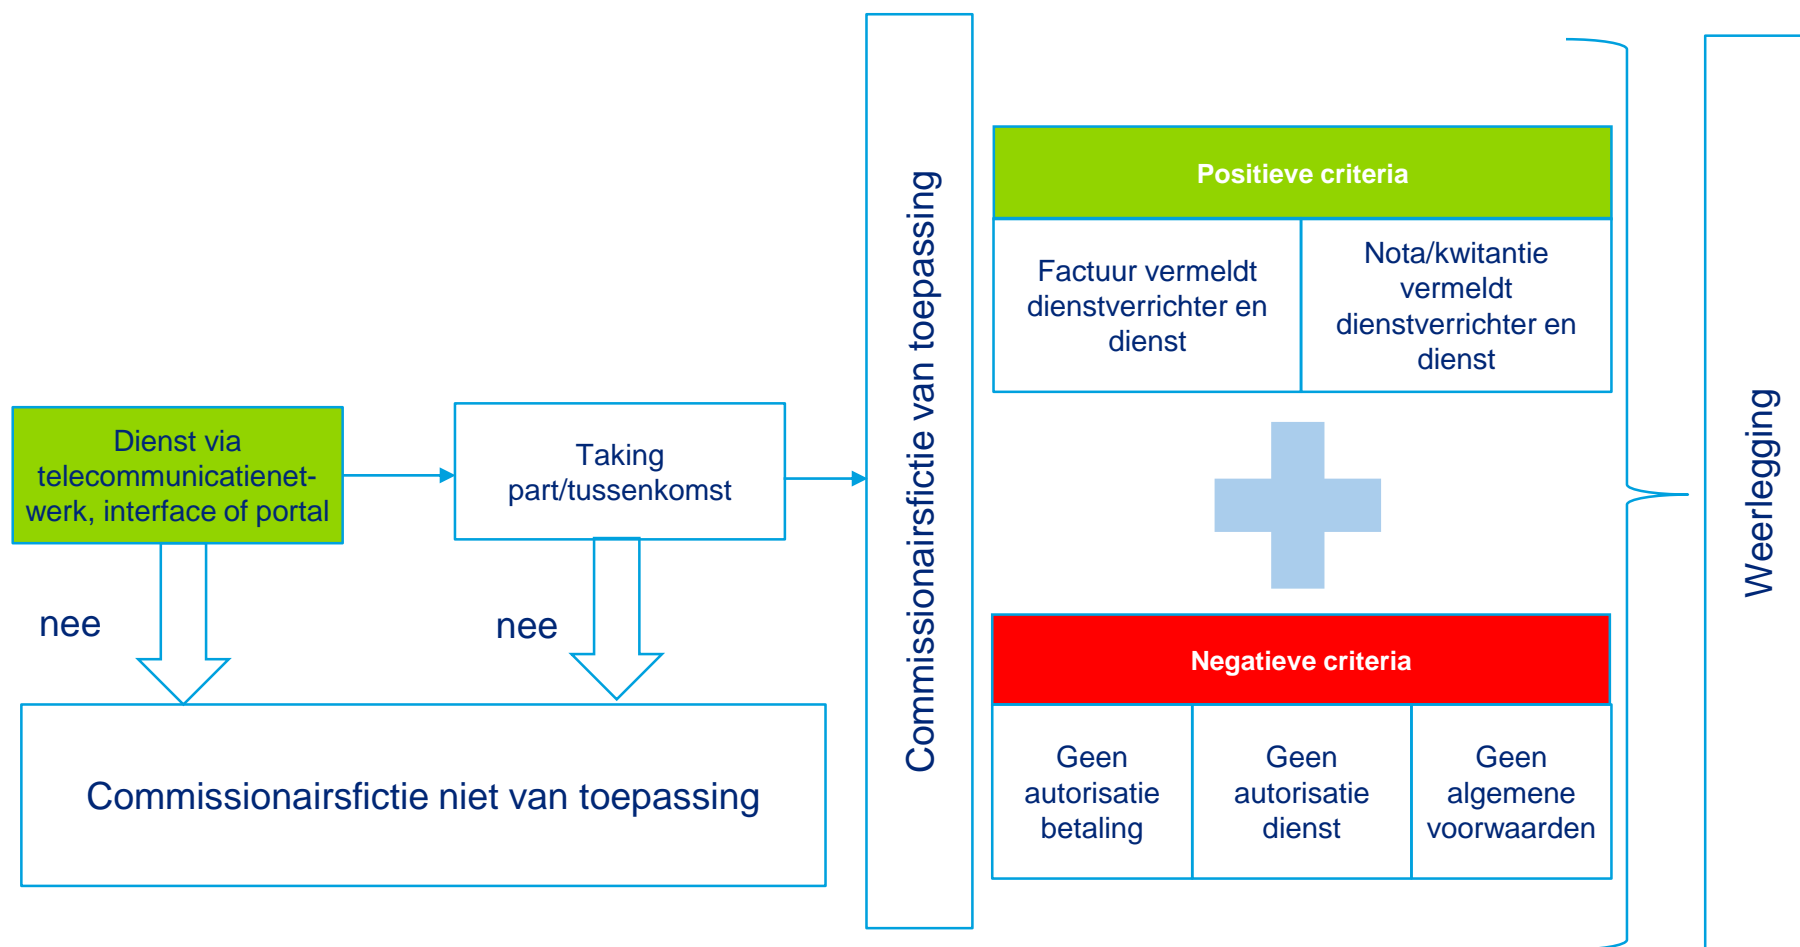 Dienst via
telecommunicatienet-
werk, interface of portal
nee
Taking
part/tussenkomst
nee
Commissionairsfictie niet van toepassing
Commissionairsfictie van toepassing
Positieve criteria
Factuur vermeldt
dienstverrichter en
dienst
Nota/kwitantie
vermeldt
dienstverrichter en
dienst
Negatieve criteria
Geen
autorisatie
betaling
Geen
autorisatie
dienst
Geen
algemene
voorwaarden
Weerlegging